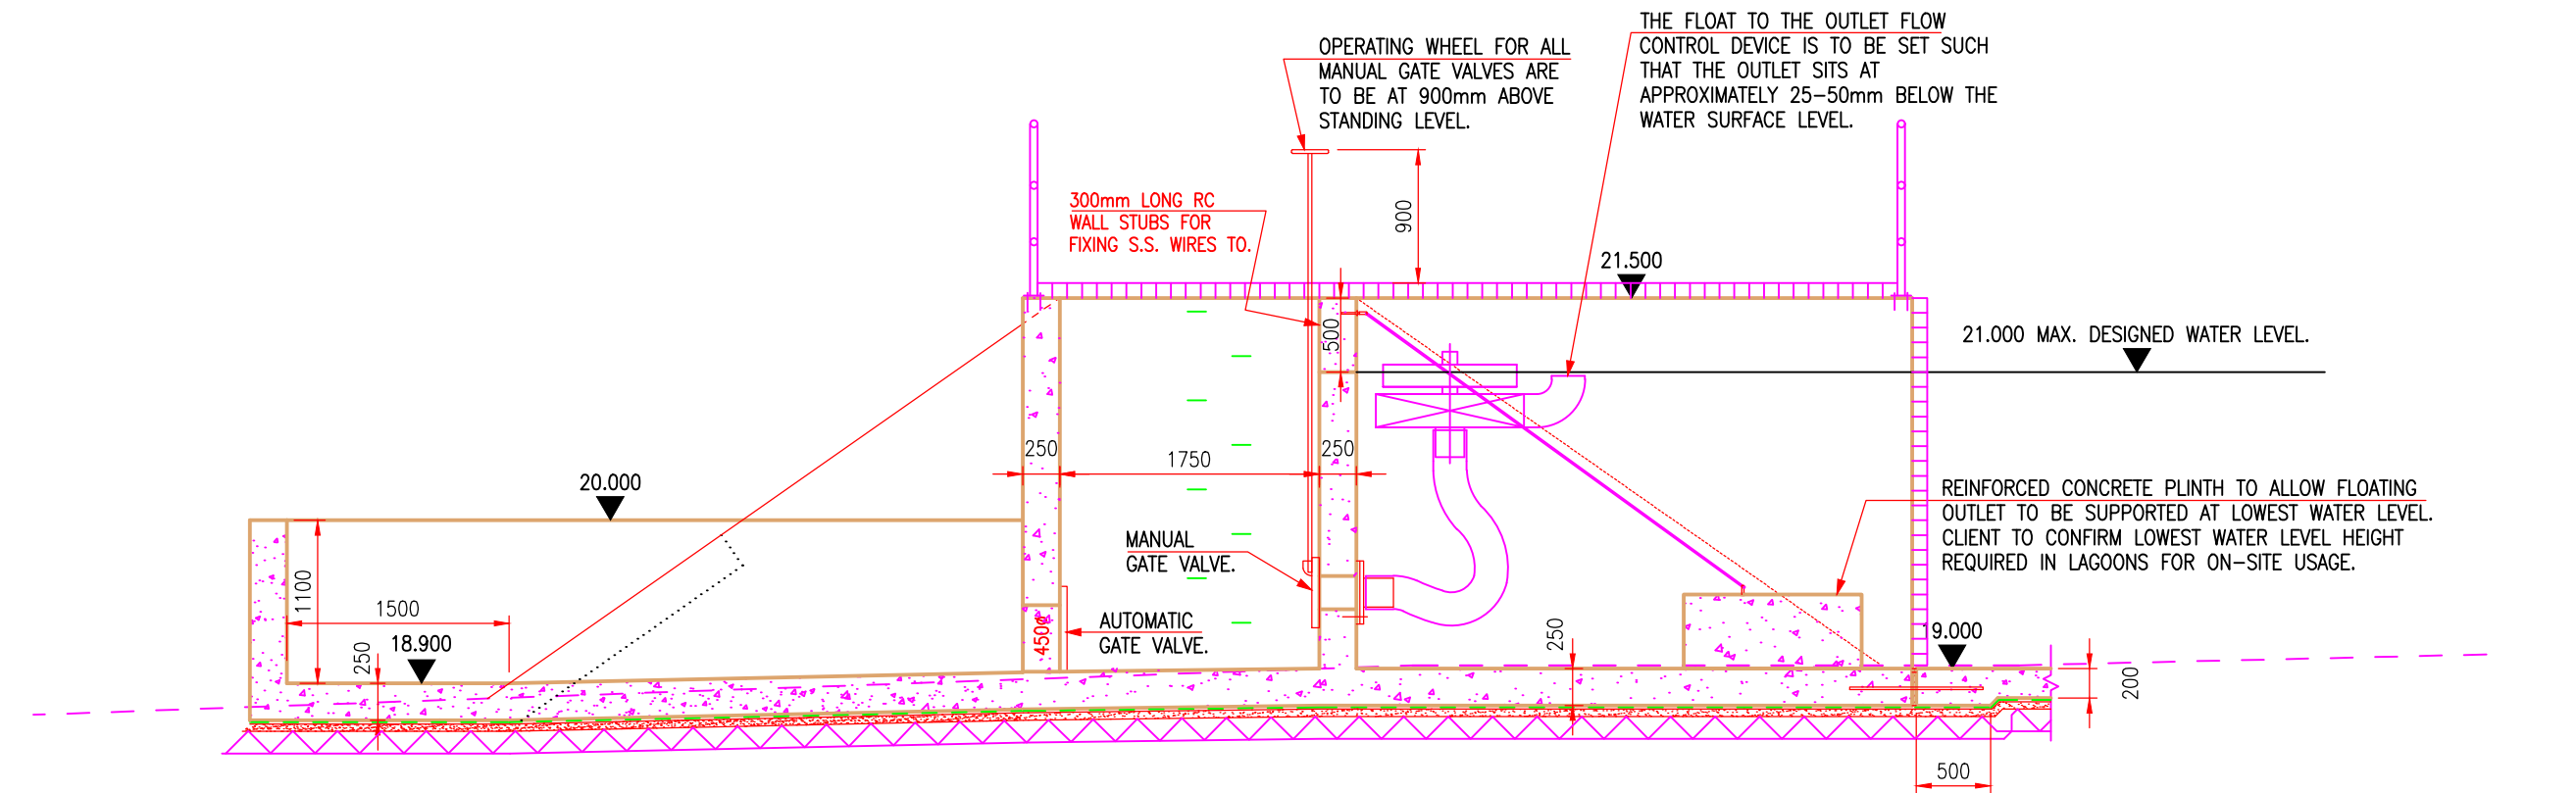 THE FLOAT TO THE OUTLET FLOW
CONTROL DEVICE IS TO BE SET SUCH
THAT THE OUTLET SITS AT
APPROXIMATELY 25-50mm BELOW THE
WATER SURFACE LEVEL.
OPERATING WHEEL FOR ALL
MANUAL GATE VALVES ARE
TO BE AT 900mm ABOVE
STANDING LEVEL.
300mm LONG RC
WALL STUBS FOR
FIXING S.S. WIRES TO.
900
21.500
500
21.000 MAX. DESIGNED WATER LEVEL.
250
1750
250
20.000
REINFORCED CONCRETE PLINTH TO ALLOW FLOATING
OUTLET TO BE SUPPORTED AT LOWEST WATER LEVEL.
CLIENT TO CONFIRM LOWEST WATER LEVEL HEIGHT
REQUIRED IN LAGOONS FOR ON-SITE USAGE.
MANUAL
GATE VALVE.
1100
1500
18.900
250
450ø
AUTOMATIC
GATE VALVE.
250
19.000
200
500